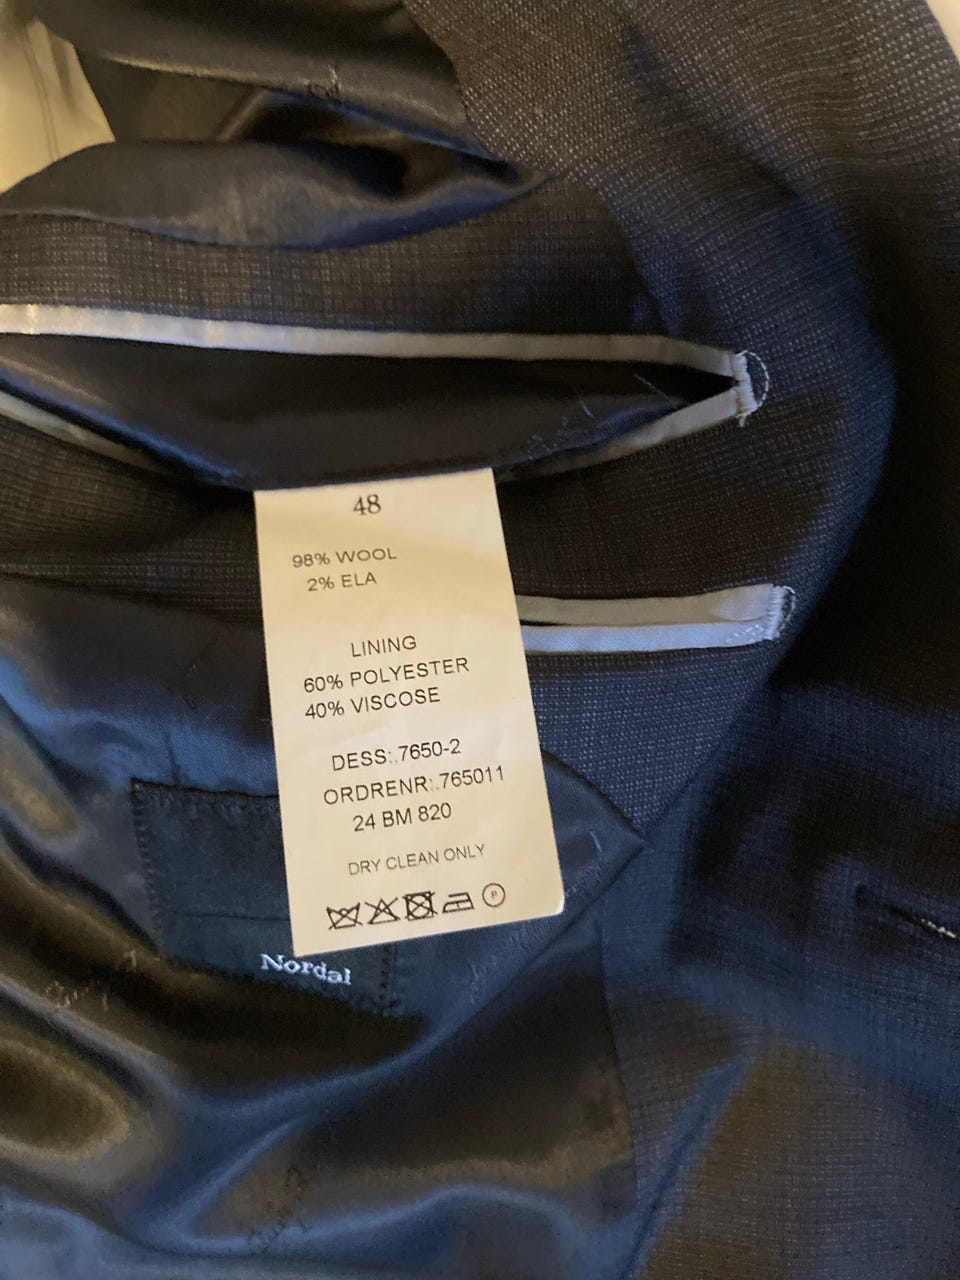 48
98% WOOL
2% ELA
LINING
60% POLYESTER
40% VISCOSE
DESS:.7650-2
ORDRENR:.765011
24 BM 820
DRY CLEAN ONLY
P
Nordal